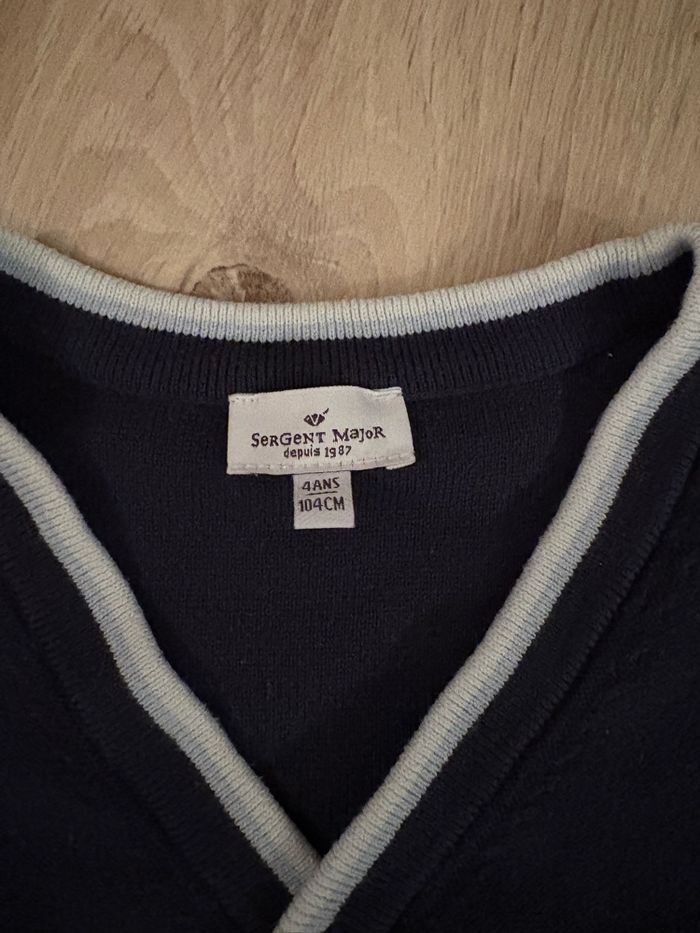 SerGeNT MaJoR
depuis 1987
4ANS
104CM